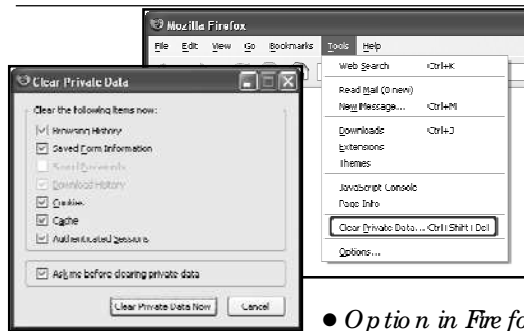 Mozilla Firefox
File Edit View Go Bookmarks Tools Help
Web Search Ctrl+K
Read Mail (0 new)
New Message... Ctrl+M
Downloads Ctrl+J
Extensions
Themes
JavaScript Console
Page Info
Clear Private Data... Ctrl+Shift+Del
Options...
Clear Private Data
Clear the following items now:
Browsing History
Saved Form Information
Saved Passwords
Download History
Cookies
Cache
Authenticated Sessions
Ask me before clearing private data
Clear Private Data Now Cancel
● Option in Firefo